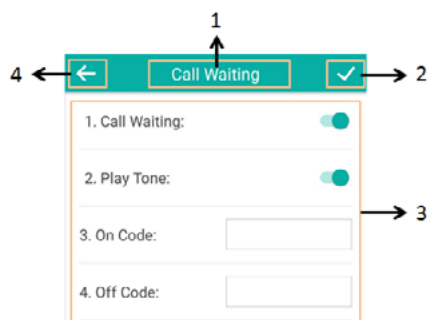 1
4 Call Waiting 2
1. Call Waiting:
2. Play Tone:
3
3. On Code:
4. Off Code: